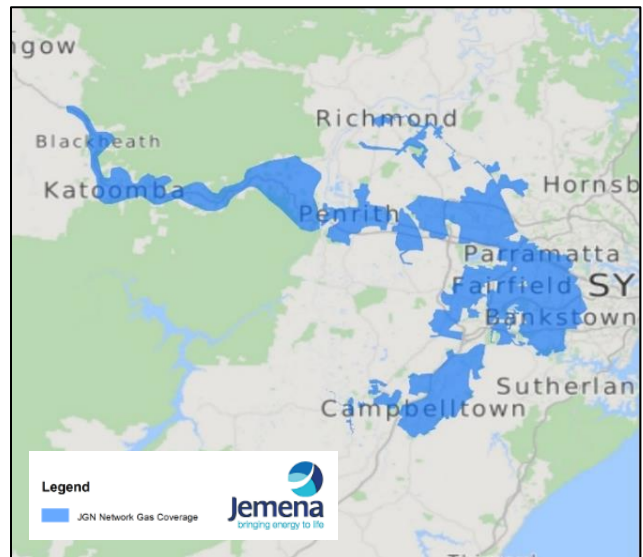 ngow
Richmond
Blackheath
Hornsb
Katoomba
Penrith
Parramatta
Fairfield
SY
Bankstown
Sutherlan
Campbelltown
Legend
JGN Network Gas Coverage
Jemena
bringing energy to life